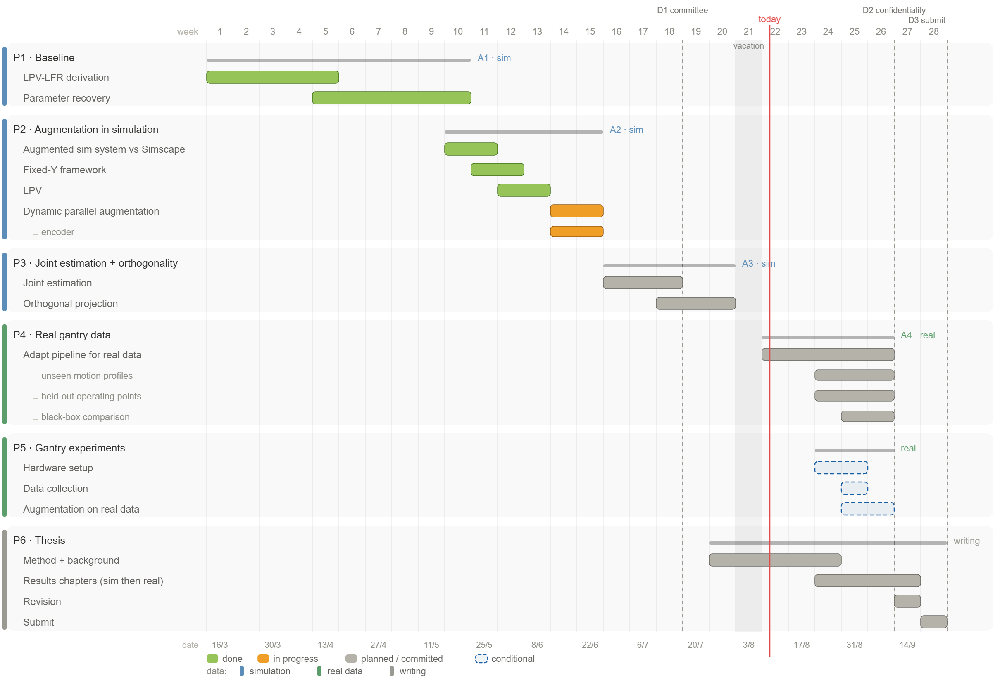 D1 committee
D2 confidentiality
today
D3 submit
week 1 2 3 4 5 6 7 8 9 10 11 12 13 14 15 16 17 18 19 20 21 22 23 24 25 26 27 28
vacation
P1 · Baseline
A1 · sim
LPV-LFR derivation
Parameter recovery
P2 · Augmentation in simulation
A2 · sim
Augmented sim system vs Simscape
Fixed-Y framework
LPV
Dynamic parallel augmentation
encoder
P3 · Joint estimation + orthogonality
A3 · sim
Joint estimation
Orthogonal projection
P4 · Real gantry data
A4 · real
Adapt pipeline for real data
unseen motion profiles
held-out operating points
black-box comparison
P5 · Gantry experiments
real
Hardware setup
Data collection
Augmentation on real data
P6 · Thesis
writing
Method + background
Results chapters (sim then real)
Revision
Submit
date 16/3 30/3 13/4 27/4 11/5 25/5 8/6 22/6 6/7 20/7 3/8 17/8 31/8 14/9
done in progress planned / committed conditional
data: simulation real data writing